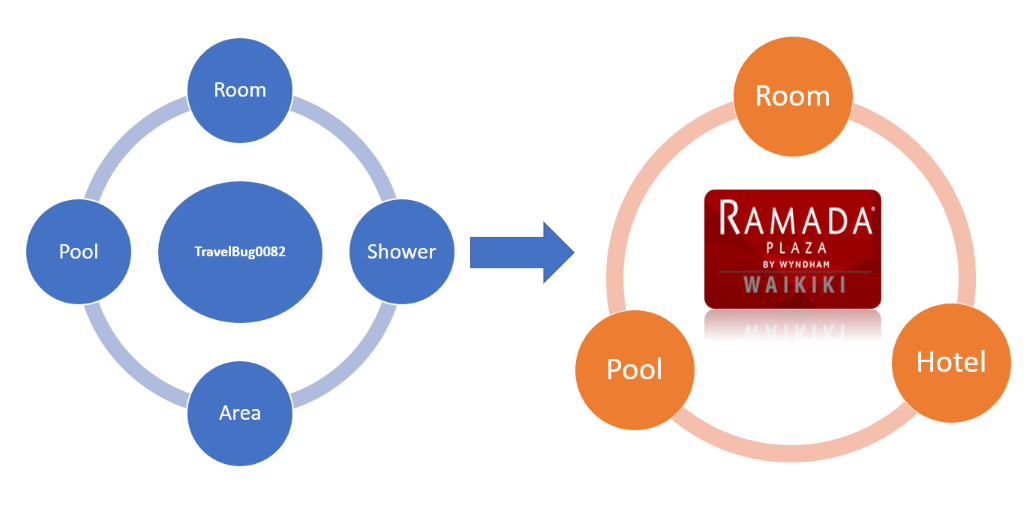 Room
Pool
TravelBug0082
Shower
Area
Room
RAMADA®
PLAZA
BY WYNDHAM
WAIKIKI
Pool
Hotel